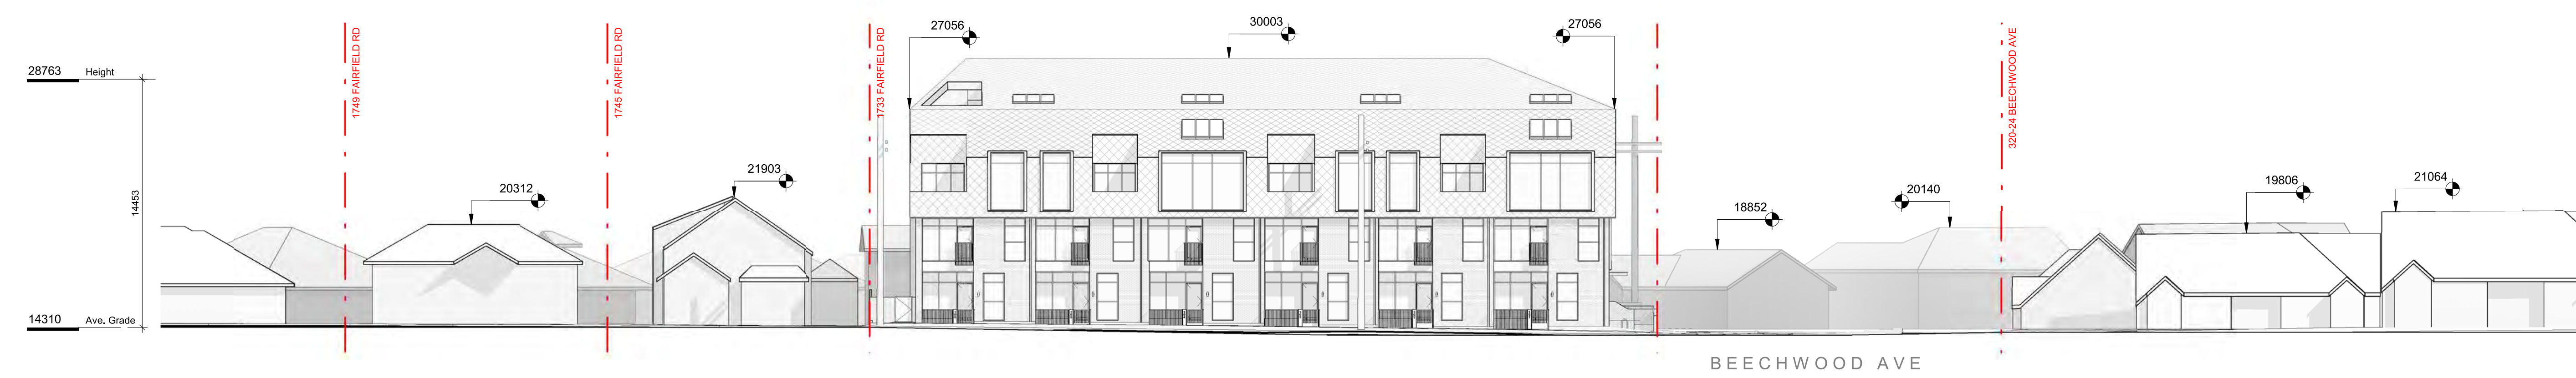 28763 Height
14453
14310 Ave. Grade
1749 FAIRFIELD RD
20312
1745 FAIRFIELD RD
21903
1733 FAIRFIELD RD
27056
30003
27056
18852
20140
320-24 BEECHWOOD AVE
19806
21064
BEECHWOOD AVE